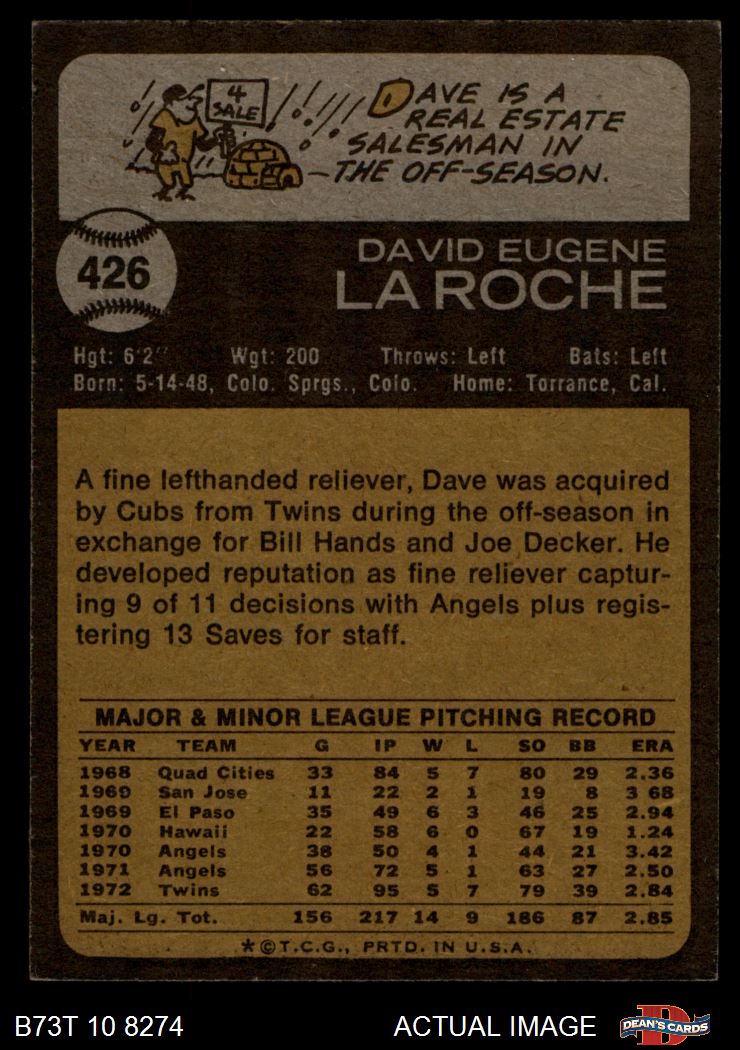 4
SALE
DAVE IS A
REAL ESTATE
SALESMAN IN
THE OFF-SEASON.
426
DAVID EUGENE
LA ROCHE
Hgt: 6'2" Wgt: 200 Throws: Left Bats: Left
Born: 5-14-48, Colo. Sprgs., Colo. Home: Torrance, Cal.
A fine lefthanded reliever, Dave was acquired
by Cubs from Twins during the off-season in
exchange for Bill Hands and Joe Decker. He
developed reputation as fine reliever captur-
ing 9 of 11 decisions with Angels plus regis-
tering 13 Saves for staff.
MAJOR & MINOR LEAGUE PITCHING RECORD
YEAR TEAM G IP W L SO BB ERA
1968 Quad Cities 33 84 5 7 80 29 2.36
1969 San Jose 11 22 2 1 19 8 3 68
1969 El Paso 35 49 6 3 46 25 2.94
1970 Hawaii 22 58 6 0 67 19 1.24
1970 Angels 38 50 4 1 44 21 3.42
1971 Angels 56 72 5 1 63 27 2.50
1972 Twins 62 95 5 7 79 39 2.84
Maj. Lg. Tot. 156 217 14 9 186 87 2.85
*©T.C.G., PRTD. IN U.S.A.
B73T 10 8274 ACTUAL IMAGE DEAN'S CARDS